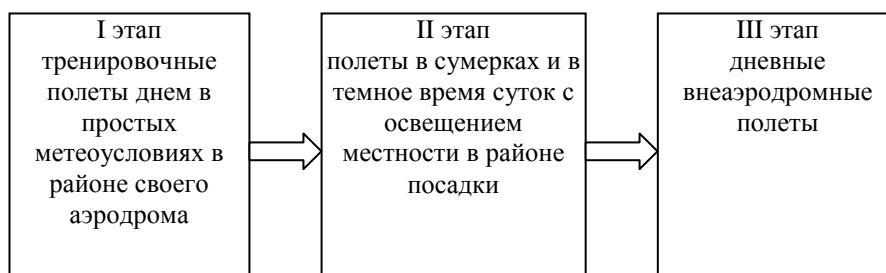 I этап
тренировочные
полеты днем в
простых
метеоусловиях в
районе своего
аэродрома
II этап
полеты в сумерках и в
темное время суток с
освещением
местности в районе
посадки
III этап
дневные
внеаэродромные
полеты